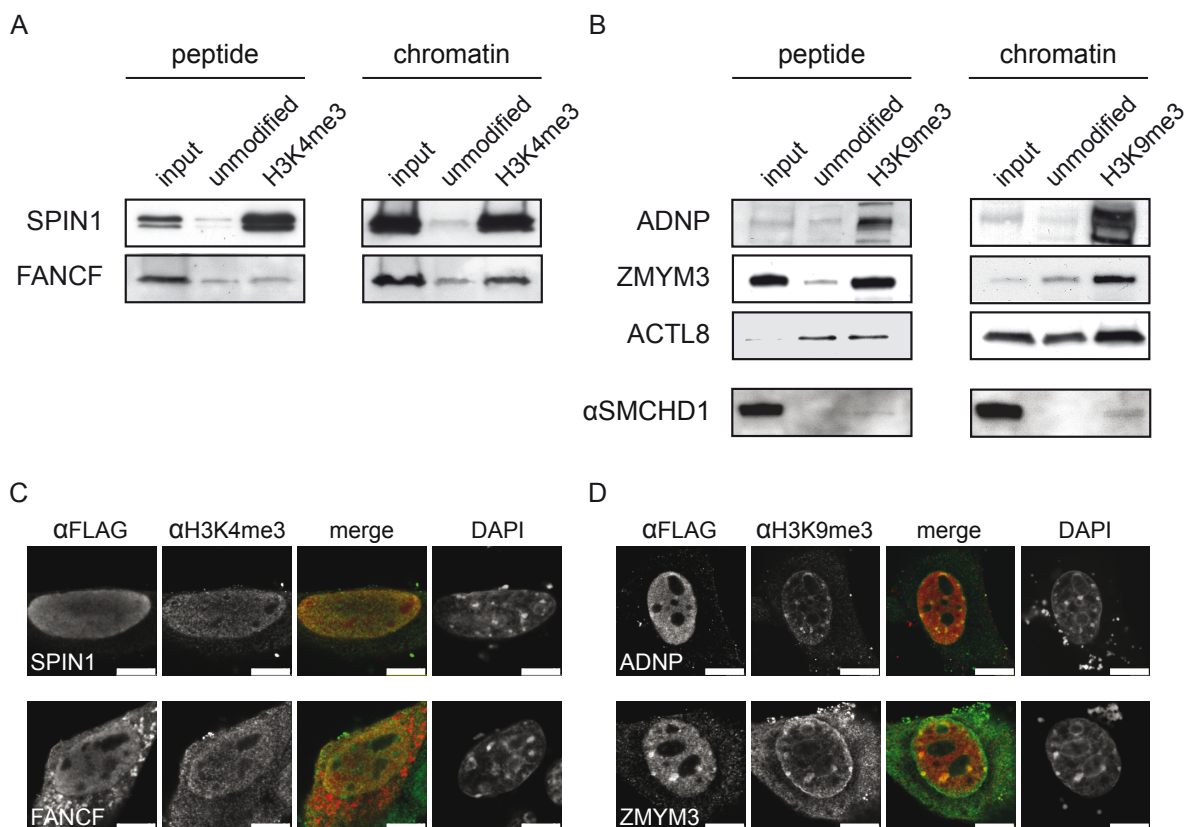 A
peptide chromatin
input unmodified H3K4me3 input unmodified H3K4me3
SPIN1
FANCF
B
peptide chromatin
input unmodified H3K9me3 input unmodified H3K9me3
ADNP
ZMYM3
ACTL8
αSMCHD1
C
αFLAG αH3K4me3 merge DAPI
SPIN1
FANCF
D
αFLAG αH3K9me3 merge DAPI
ADNP
ZMYM3